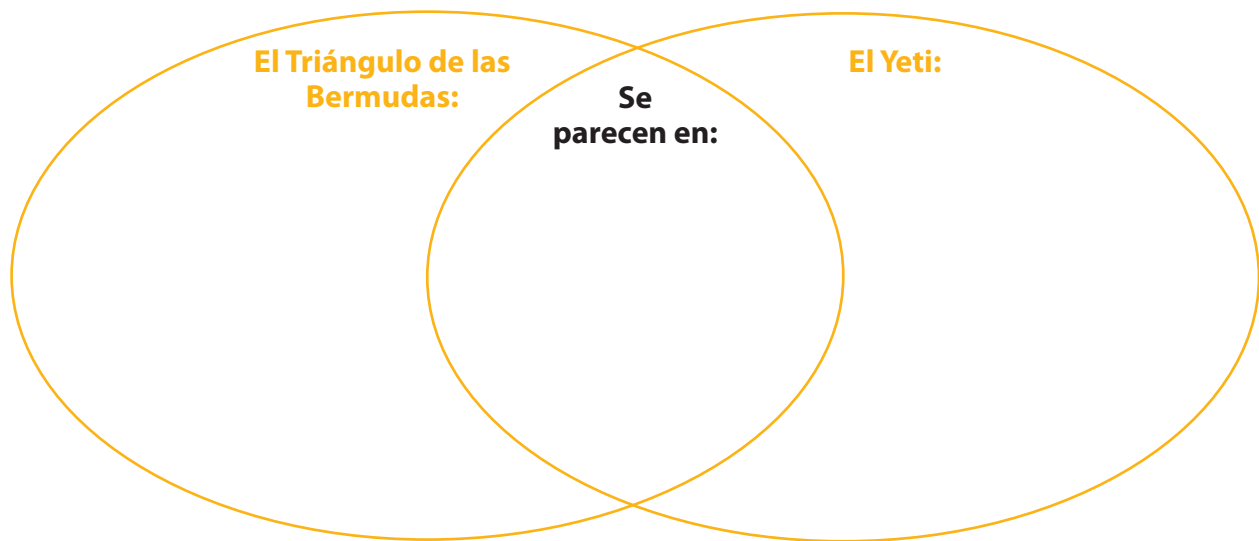 El Triángulo de las
Bermudas:
Se
parecen en:
El Yeti: